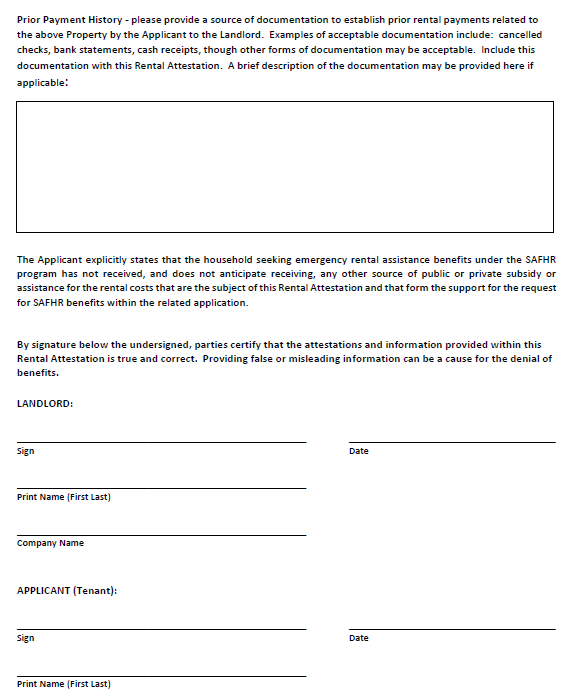 Prior Payment History - please provide a source of documentation to establish prior rental payments related to
the above Property by the Applicant to the Landlord.  Examples of acceptable documentation include:  cancelled
checks, bank statements, cash receipts, though other forms of documentation may be acceptable.  Include this
documentation with this Rental Attestation.  A brief description of the documentation may be provided here if
applicable:
The Applicant explicitly states that the household seeking emergency rental assistance benefits under the SAFHR
program has not received, and does not anticipate receiving, any other source of public or private subsidy or
assistance for the rental costs that are the subject of this Rental Attestation and that form the support for the request
for SAFHR benefits within the related application.
By signature below the undersigned, parties certify that the attestations and information provided within this
Rental Attestation is true and correct.  Providing false or misleading information can be a cause for the denial of
benefits.
LANDLORD:
Sign Date
Print Name (First Last)
Company Name
APPLICANT (Tenant):
Sign Date
Print Name (First Last)